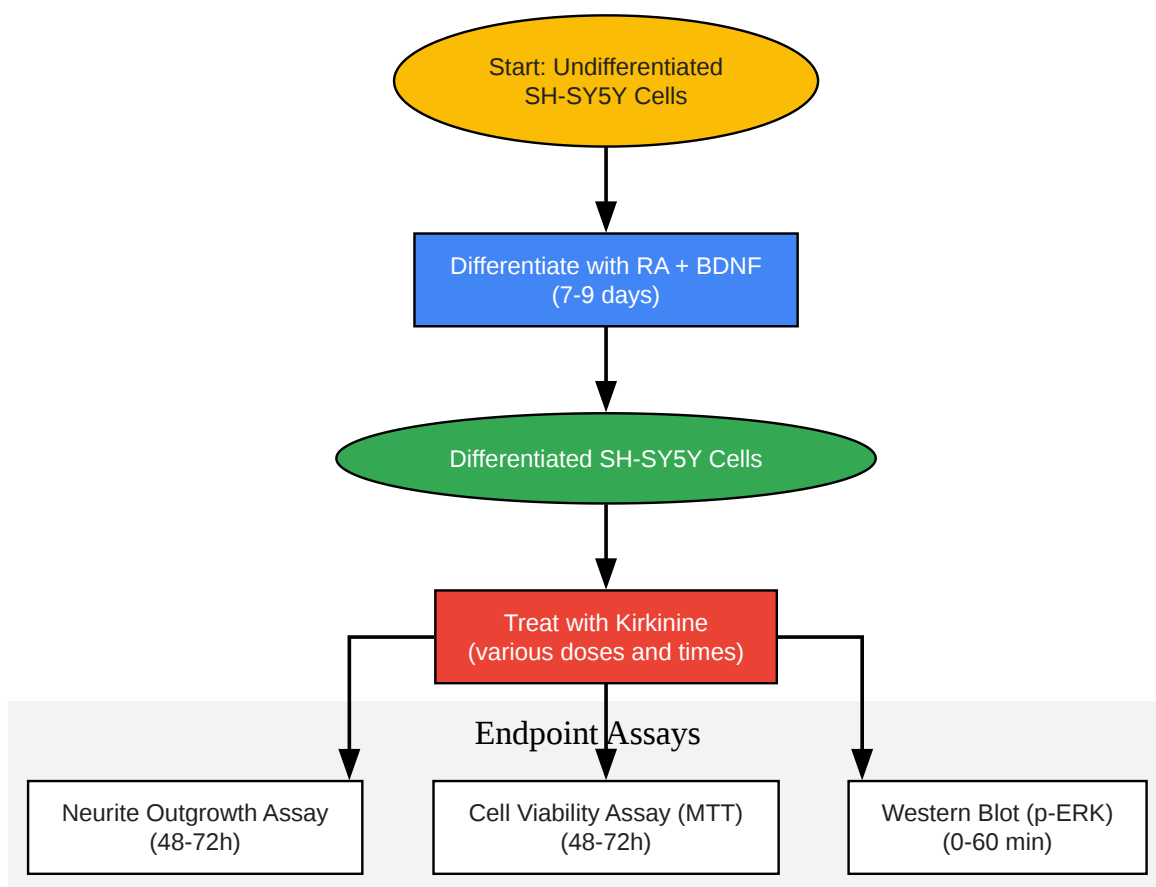 Start: Undifferentiated
SH-SY5Y Cells
Differentiate with RA + BDNF
(7-9 days)
Differentiated SH-SY5Y Cells
Treat with Kirkinine
(various doses and times)
Endpoint Assays
Neurite Outgrowth Assay
(48-72h)
Cell Viability Assay (MTT)
(48-72h)
Western Blot (p-ERK)
(0-60 min)